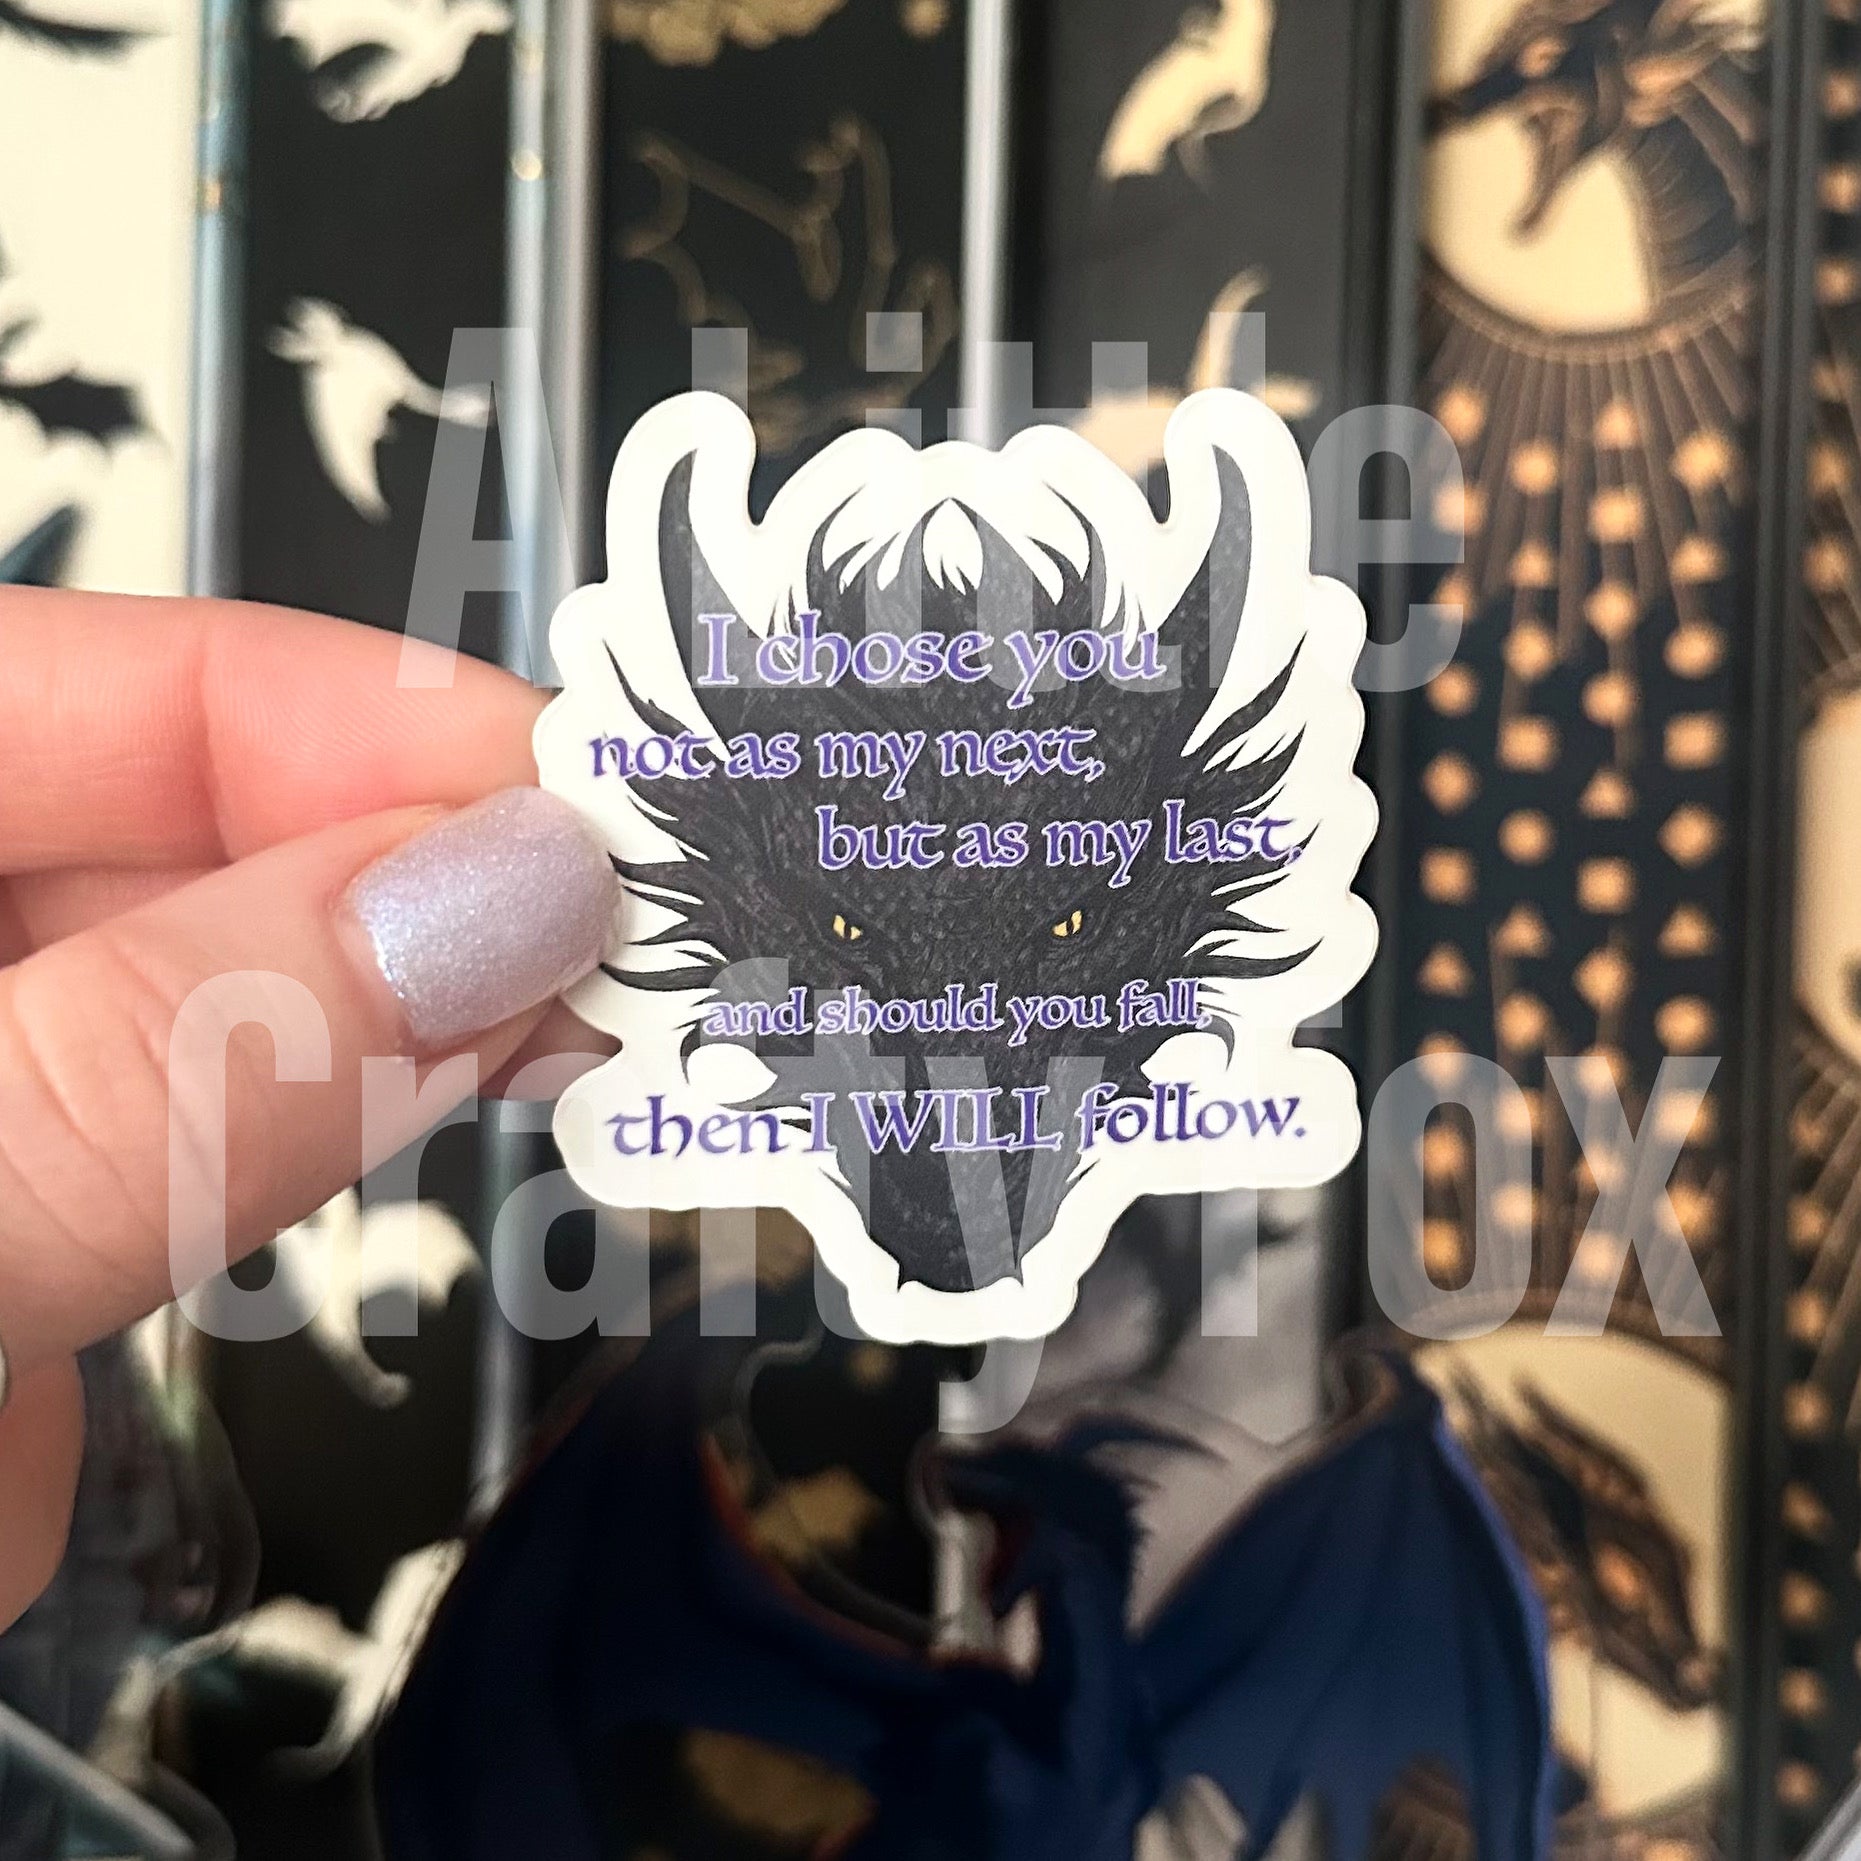 A Little
I chose you
not as my next,
but as my last,
and should you fall,
then I WILL follow.
Crafty Fox